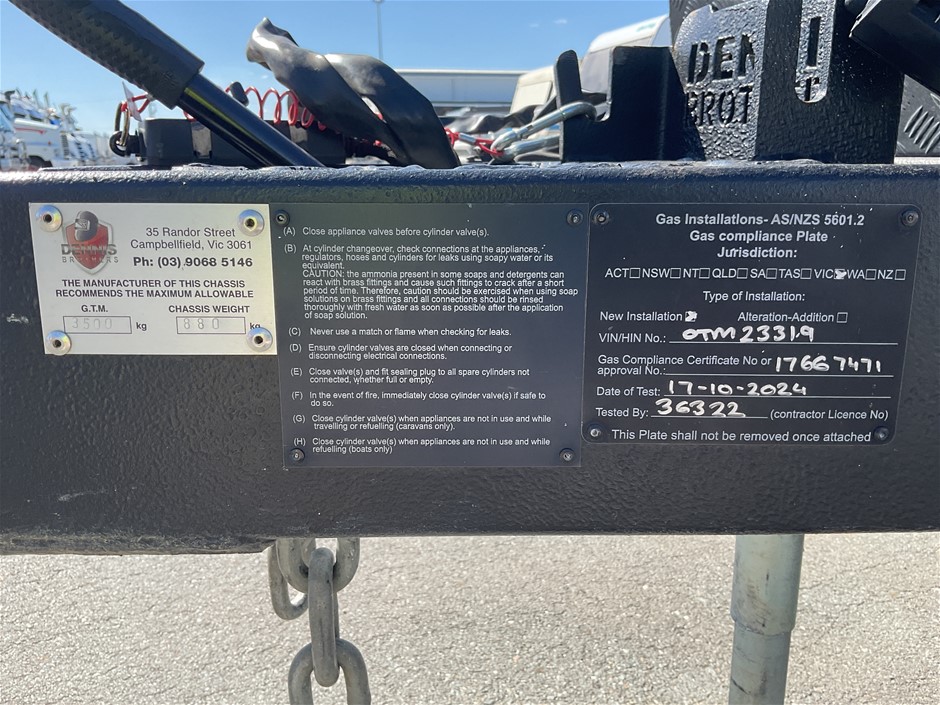 DEN
BROT
DENNIS
BROTHERS
35 Randor Street
Campbellfield, Vic 3061
Ph: (03) 9068 5146
THE MANUFACTURER OF THIS CHASSIS
RECOMMENDS THE MAXIMUM ALLOWABLE
G.T.M. CHASSIS WEIGHT
3500 kg 880 kg
(A) Close appliance valves before cylinder valve(s).
(B) At cylinder changeover, check connections at the appliances,
regulators, hoses and cylinders for leaks using soapy water or its
equivalent.
CAUTION: the ammonia present in some soaps and detergents can
react with brass fittings and cause such fittings to crack after a short
period of time. Therefore, caution should be exercised when using soap
solutions on brass fittings and all connections should be rinsed
thoroughly with fresh water as soon as possible after the application
of soap solution.
(C) Never use a match or flame when checking for leaks.
(D) Ensure cylinder valves are closed when connecting or
disconnecting electrical connections.
(E) Close valve(s) and fit sealing plug to all spare cylinders not
connected, whether full or empty.
(F) In the event of fire, immediately close cylinder valve(s) if safe to
do so.
(G) Close cylinder valve(s) when appliances are not in use and while
travelling or refuelling (caravans only).
(H) Close cylinder valve(s) when appliances are not in use and while
refuelling (boats only)
Gas Installations- AS/NZS 5601.2
Gas compliance Plate
Jurisdiction:
ACT NSW NT QLD SA TAS VIC WA NZ
Type of Installation:
New Installation Alteration-Addition
VIN/HIN No.: OTM23319
Gas Compliance Certificate No or 17667471
approval No.:
Date of Test: 17-10-2024
Tested By: 36322 (contractor Licence No)
This Plate shall not be removed once attached